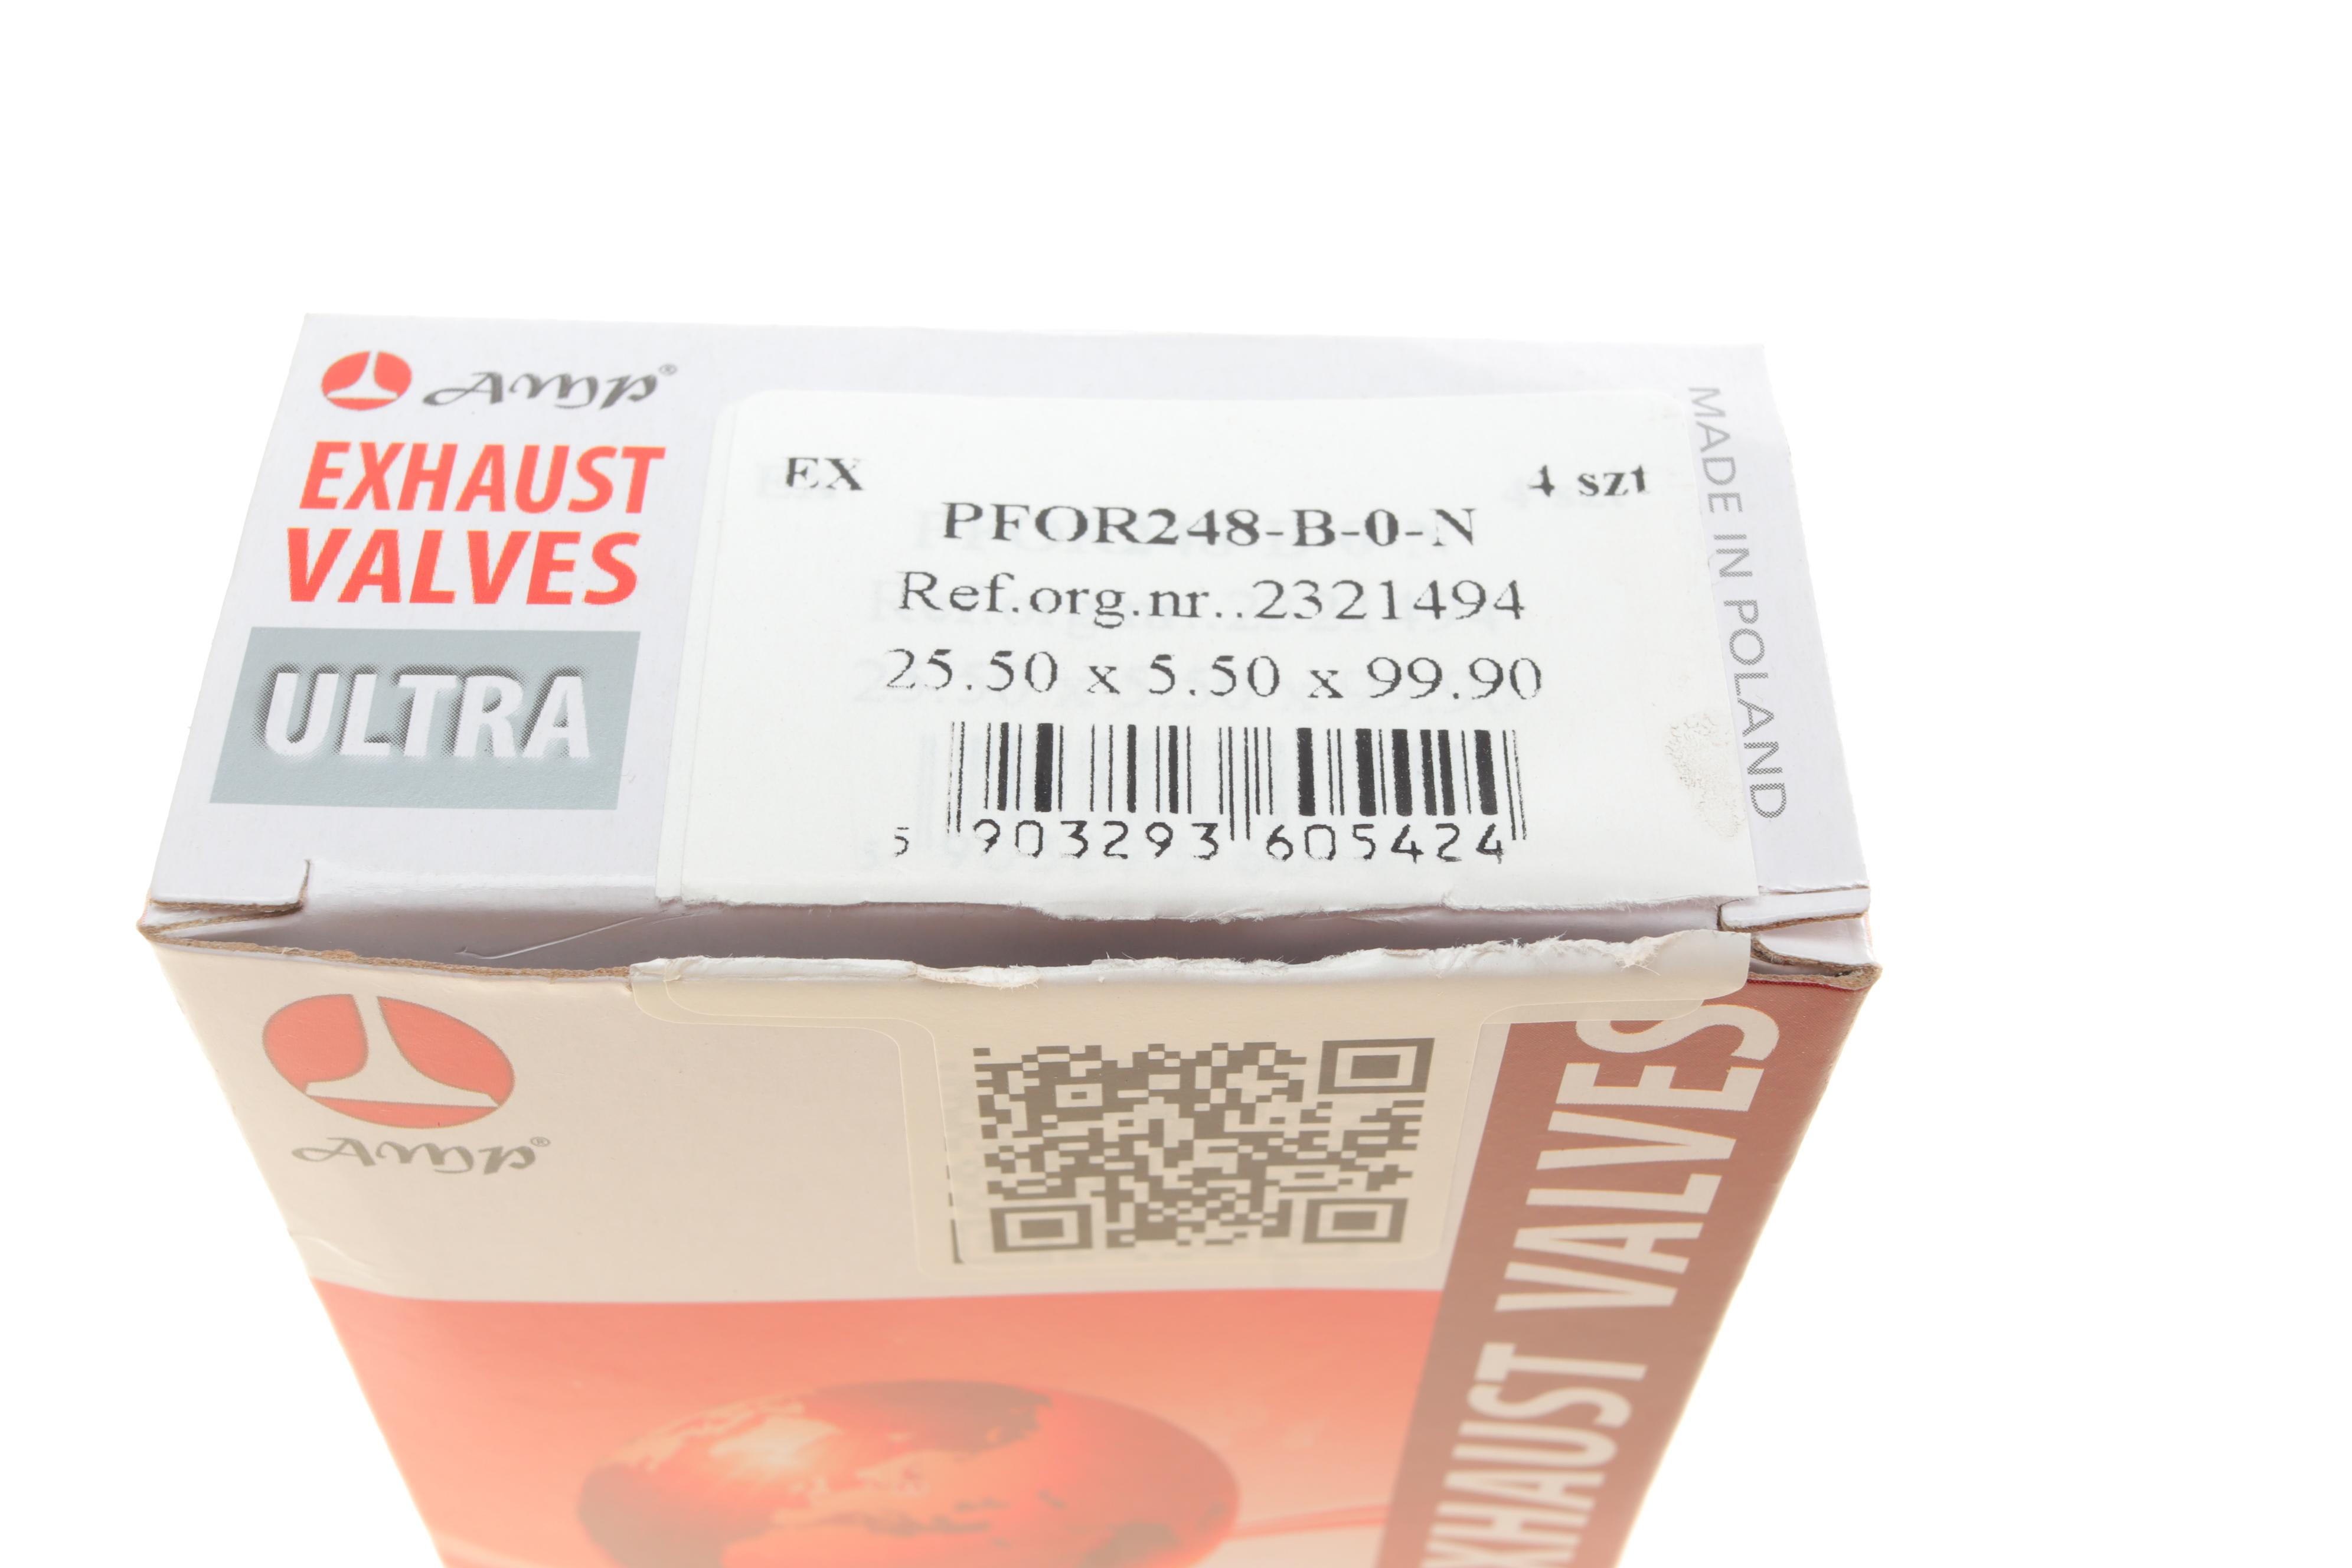 AMP®
EXHAUST
VALVES
ULTRA
EX
4 szt
PFOR248-B-0-N
Ref.org.nr..2321494
25.50 x 5.50 x 99.90
5 903293 605424
MADE IN POLAND
AMP®
EXHAUST VALVES